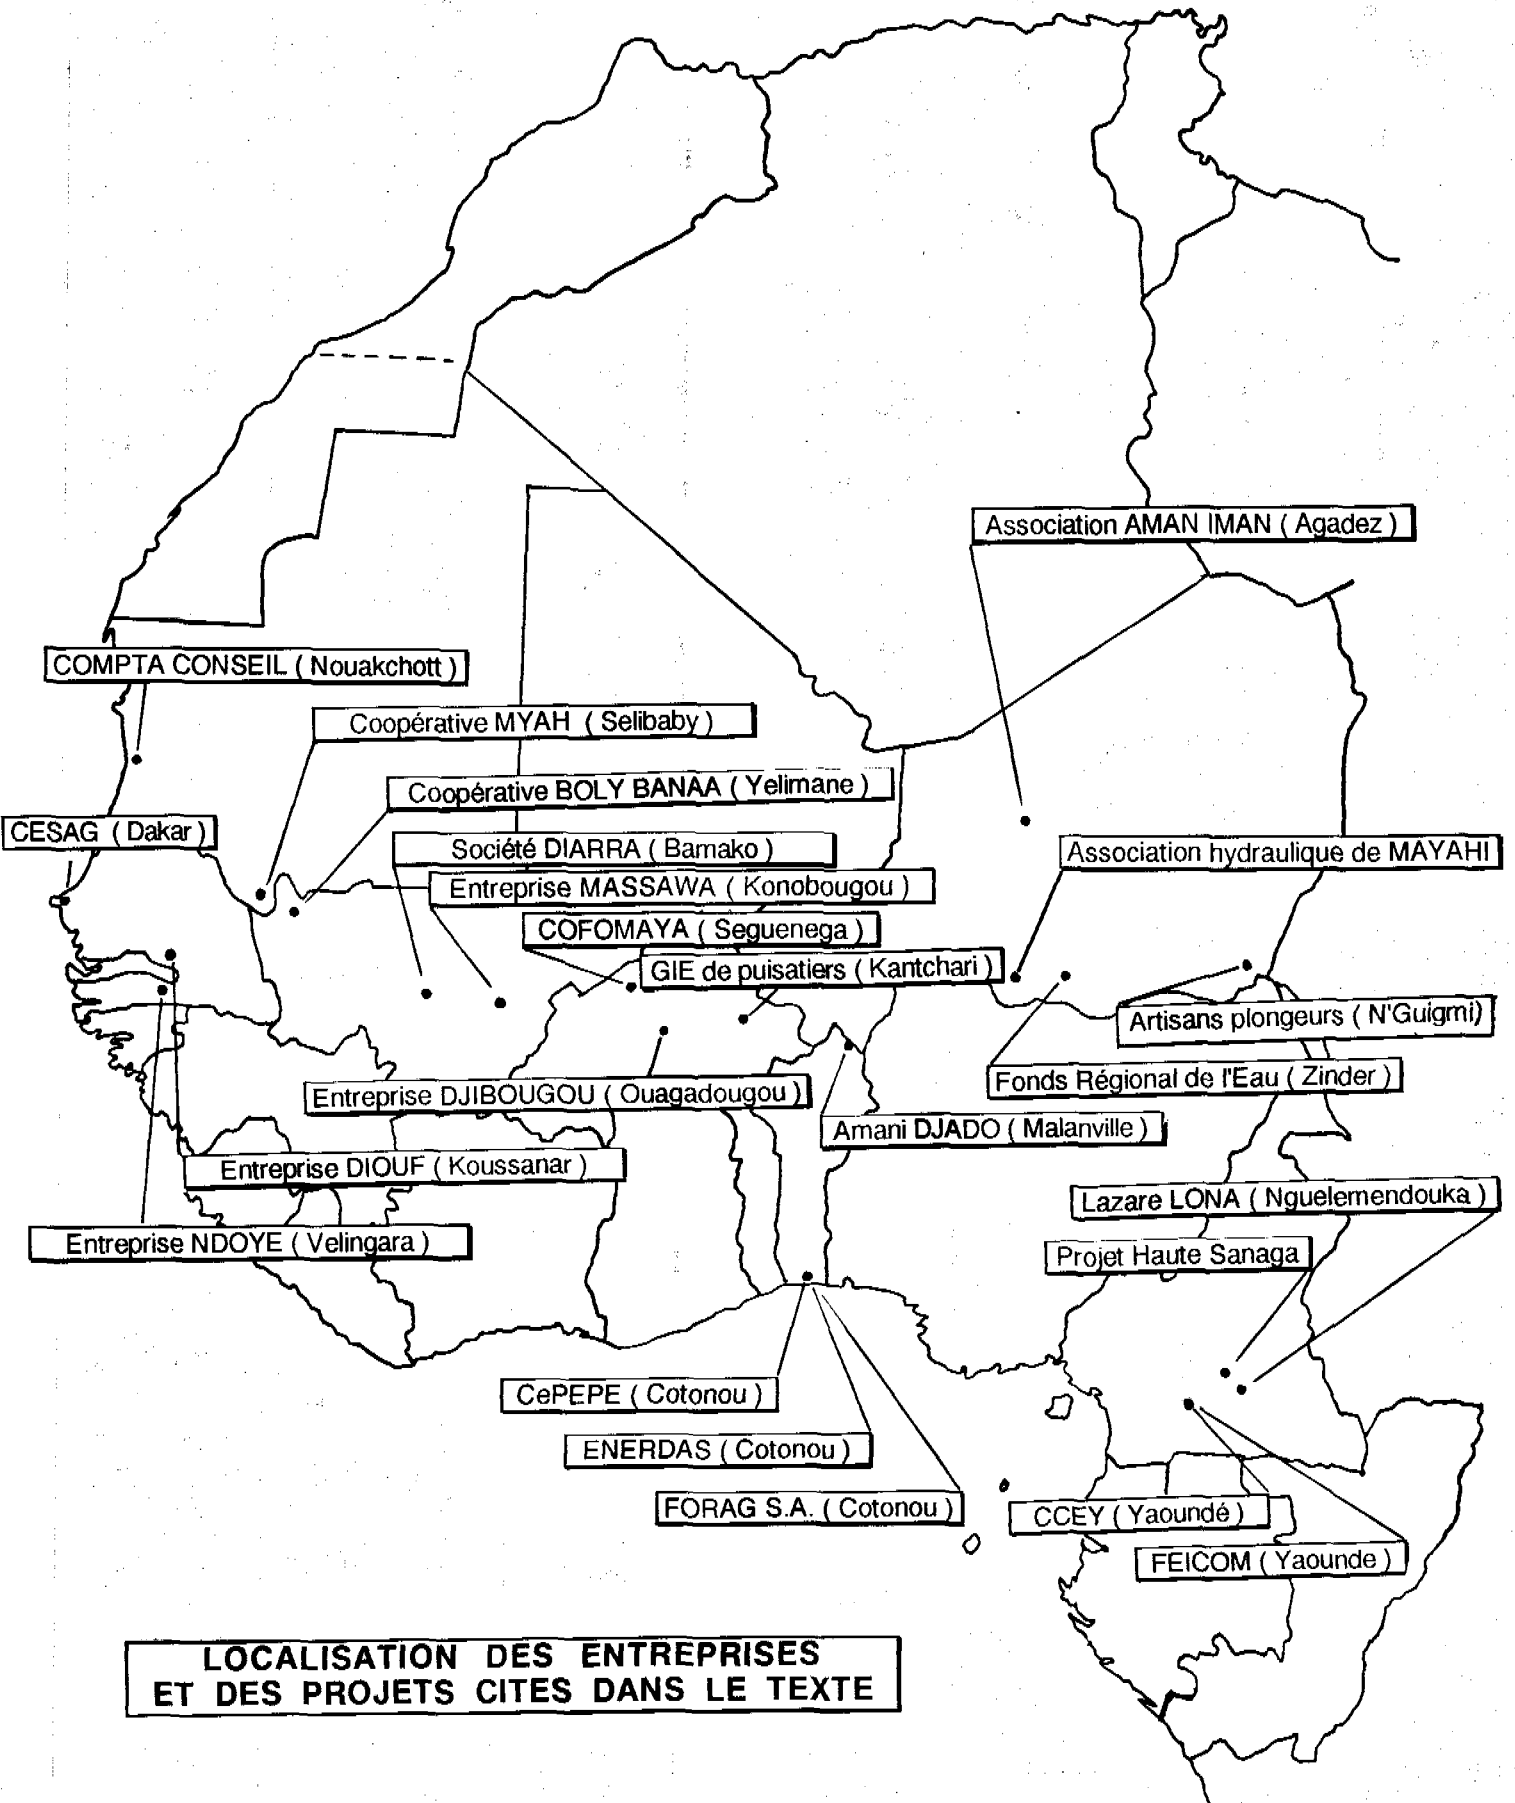 Association AMAN IMAN ( Agadez )
COMPTA CONSEIL ( Nouakchott )
Coopérative MYAH ( Selibaby )
Coopérative BOLY BANAA ( Yelimane )
CESAG ( Dakar )
Société DIARRA ( Bamako )
Association hydraulique de MAYAHI
Entreprise MASSAWA ( Konobougou )
COFOMAYA ( Seguenega )
GIE de puisatiers ( Kantchari )
Artisans plongeurs ( N'Guigmi)
Fonds Régional de l'Eau ( Zinder )
Entreprise DJIBOUGOU ( Ouagadougou )
Amani DJADO ( Malanville )
Entreprise DIOUF ( Koussanar )
Lazare LONA ( Nguelemendouka )
Entreprise NDOYE ( Velingara )
Projet Haute Sanaga
CePEPE ( Cotonou )
ENERDAS ( Cotonou )
FORAG S.A. ( Cotonou )
CCEY ( Yaoundé )
FEICOM ( Yaounde )
LOCALISATION DES ENTREPRISES
ET DES PROJETS CITES DANS LE TEXTE